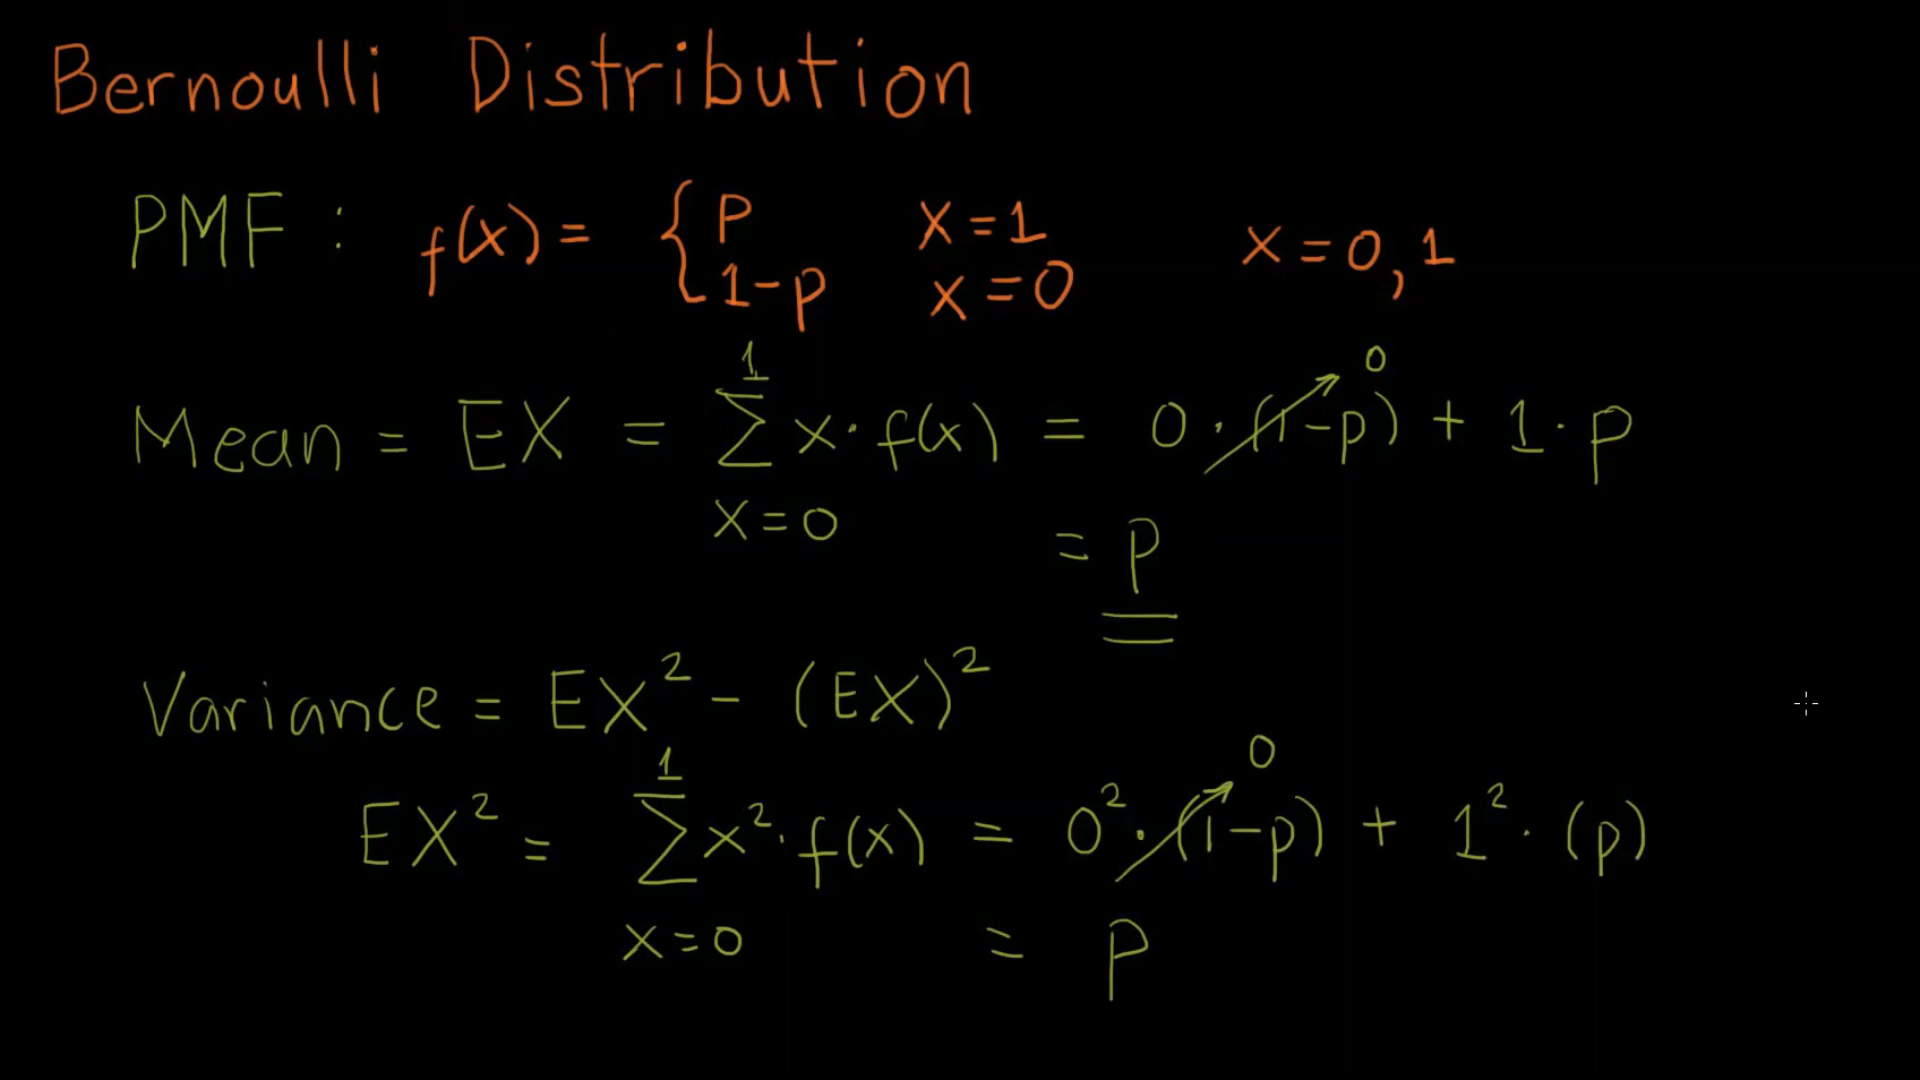 Bernoulli Distribution
PMF : f(x) = { p x = 1 x = 0, 1
1-p x = 0
Mean = EX = 1 ∑ x=0 x · f(x) = 0 · (1-p) 0 + 1 · p
= p
Variance = EX² - (EX)²
EX² = 1 ∑ x=0 x² · f(x) = 0² · (1-p) 0 + 1² · (p)
= p